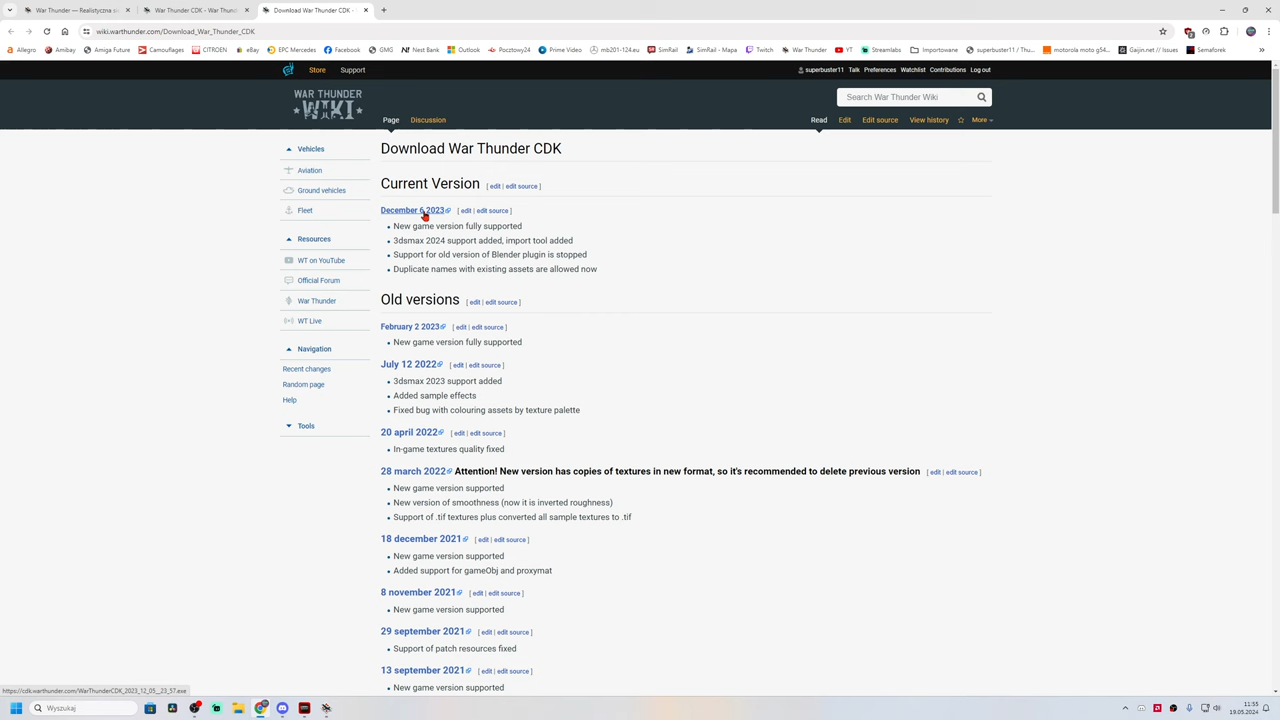 War Thunder — Realistyczne s
War Thunder CDK - War Thund
Download War Thunder CDK -
wiki.warthunder.com/Download_War_Thunder_CDK
Allegro
Amibay
Amiga Future
Camouflages
CITROEN
eBay
EPC Mercedes
Facebook
GMG
Nest Bank
Outlook
Pocztowy24
Prime Video
mb201-124.eu
SimRail
SimRail - Mapa
Twitch
War Thunder
YT
Streamlabs
Importowane
superbuster11 / Thu...
motorola moto g54...
Gaijin.net // Issues
Semaforek
Store
Support
superbuster11
Talk
Preferences
Watchlist
Contributions
Log out
WAR THUNDER
WIKI
Search War Thunder Wiki
Page
Discussion
Read
Edit
Edit source
View history
More
Vehicles
Aviation
Ground vehicles
Fleet
Resources
WT on YouTube
Official Forum
War Thunder
WT Live
Navigation
Recent changes
Random page
Help
Tools
Download War Thunder CDK
Current Version [ edit | edit source ]
December 6 2023 [ edit | edit source ]
• New game version fully supported
• 3dsmax 2024 support added, import tool added
• Support for old version of Blender plugin is stopped
• Duplicate names with existing assets are allowed now
Old versions [ edit | edit source ]
February 2 2023 [ edit | edit source ]
• New game version fully supported
July 12 2022 [ edit | edit source ]
• 3dsmax 2023 support added
• Added sample effects
• Fixed bug with colouring assets by texture palette
20 april 2022 [ edit | edit source ]
• In-game textures quality fixed
28 march 2022 Attention! New version has copies of textures in new format, so it's recommended to delete previous version [ edit | edit source ]
• New game version supported
• New version of smoothness (now it is inverted roughness)
• Support of .tif textures plus converted all sample textures to .tif
18 december 2021 [ edit | edit source ]
• New game version supported
• Added support for gameObj and proxymat
8 november 2021 [ edit | edit source ]
• New game version supported
29 september 2021 [ edit | edit source ]
• Support of patch resources fixed
13 september 2021 [ edit | edit source ]
• New game version supported
https://cdk.warthunder.com/WarThunderCDK_2023_12_05__23_57.exe
Wyszukaj
11:55
19.05.2024